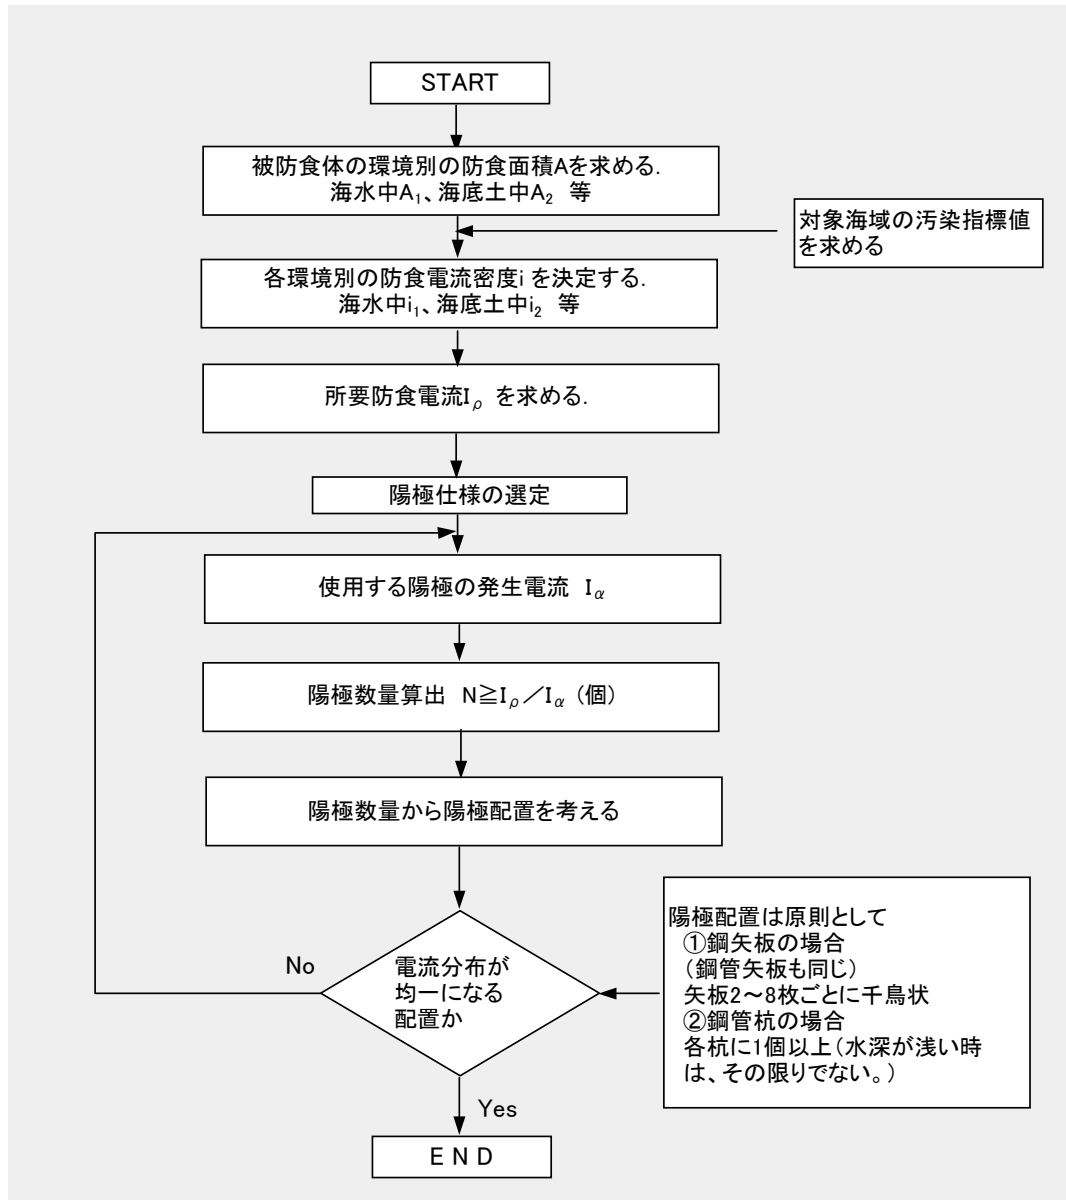 START
被防食体の環境別の防食面積Aを求める.
海水中A₁、海底土中A₂ 等
対象海域の汚染指標値
を求める
各環境別の防食電流密度i を決定する.
海水中i₁、海底土中i₂ 等
所要防食電流Iρ を求める.
陽極仕様の選定
使用する陽極の発生電流 Iα
陽極数量算出 N≧Iρ／Iα（個）
陽極数量から陽極配置を考える
電流分布が
均一になる
配置か
No
陽極配置は原則として
①鋼矢板の場合
（鋼管矢板も同じ）
矢板2～8枚ごとに千鳥状
②鋼管杭の場合
各杭に1個以上（水深が浅い時
は、その限りでない。）
Yes
E N D